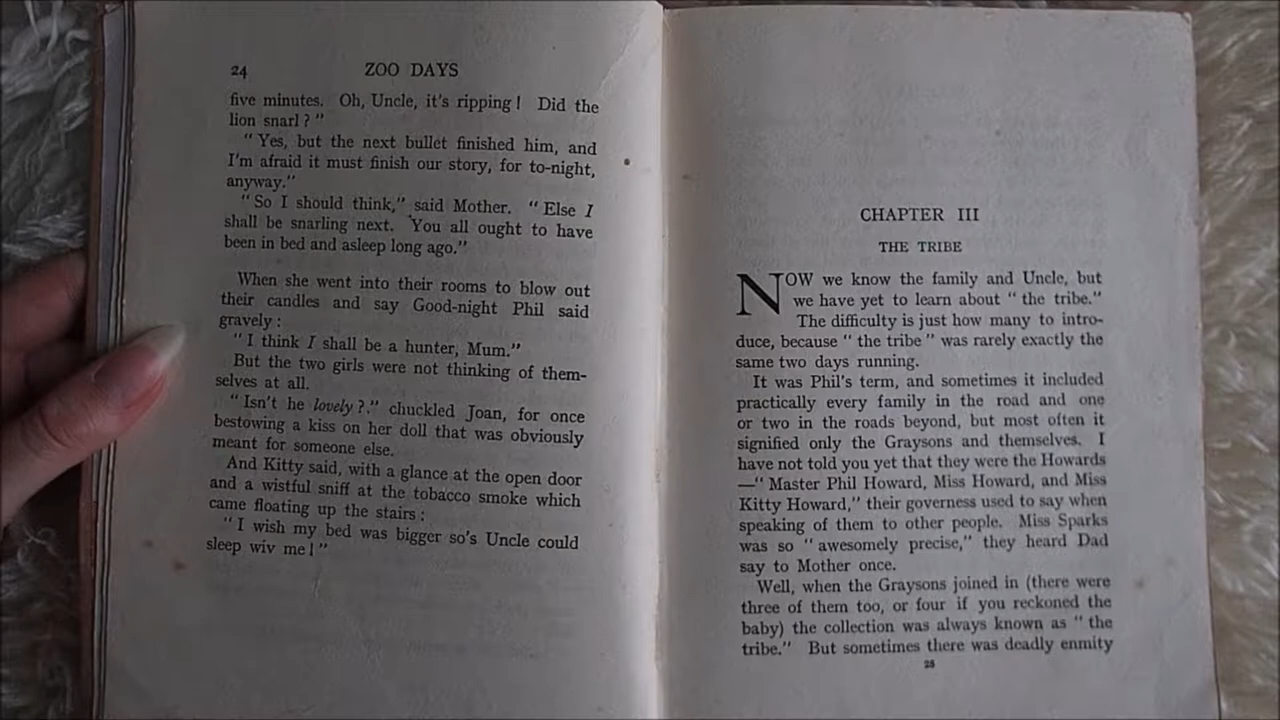 24 ZOO DAYS
five minutes. Oh, Uncle, it's ripping! Did the
lion snarl?"
"Yes, but the next bullet finished him, and
I'm afraid it must finish our story, for to-night,
anyway."
"So I should think," said Mother. "Else I
shall be snarling next. You all ought to have
been in bed and asleep long ago."
When she went into their rooms to blow out
their candles and say Good-night Phil said
gravely:
"I think I shall be a hunter, Mum."
But the two girls were not thinking of them-
selves at all.
"Isn't he lovely?." chuckled Joan, for once
bestowing a kiss on her doll that was obviously
meant for someone else.
And Kitty said, with a glance at the open door
and a wistful sniff at the tobacco smoke which
came floating up the stairs:
"I wish my bed was bigger so's Uncle could
sleep wiv me!"
CHAPTER III
THE TRIBE
NOW we know the family and Uncle, but
we have yet to learn about "the tribe."
The difficulty is just how many to intro-
duce, because "the tribe" was rarely exactly the
same two days running.
It was Phil's term, and sometimes it included
practically every family in the road and one
or two in the roads beyond, but most often it
signified only the Graysons and themselves. I
have not told you yet that they were the Howards
—"Master Phil Howard, Miss Howard, and Miss
Kitty Howard," their governess used to say when
speaking of them to other people. Miss Sparks
was so "awesomely precise," they heard Dad
say to Mother once.
Well, when the Graysons joined in (there were
three of them too, or four if you reckoned the
baby) the collection was always known as "the
tribe." But sometimes there was deadly enmity
25